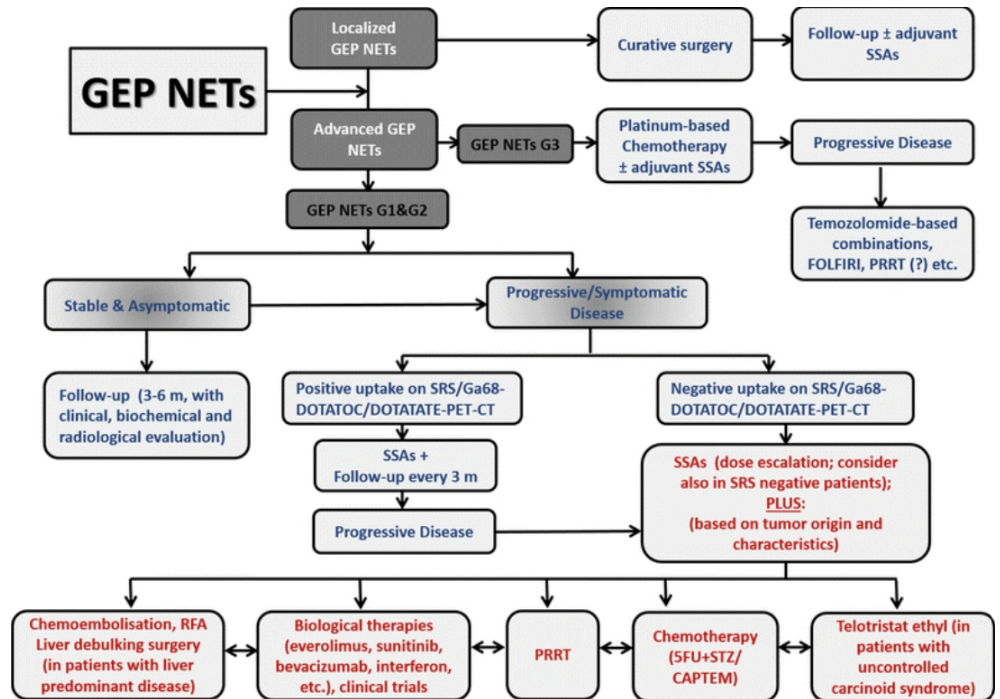 Localized
GEP NETs
Curative surgery
Follow-up ± adjuvant
SSAs
GEP NETs
Advanced GEP
NETs
GEP NETs G3
Platinum-based
Chemotherapy
± adjuvant SSAs
Progressive Disease
GEP NETs G1&G2
Temozolomide-based
combinations,
FOLFIRI, PRRT (?) etc.
Stable & Asymptomatic
Progressive/Symptomatic
Disease
Follow-up (3-6 m, with
clinical, biochemical and
radiological evaluation)
Positive uptake on SRS/Ga68-
DOTATOC/DOTATATE-PET-CT
Negative uptake on SRS/Ga68-
DOTATOC/DOTATATE-PET-CT
SSAs +
Follow-up every 3 m
Progressive Disease
SSAs (dose escalation; consider
also in SRS negative patients);
PLUS:
(based on tumor origin and
characteristics)
Chemoembolisation, RFA
Liver debulking surgery
(in patients with liver
predominant disease)
Biological therapies
(everolimus, sunitinib,
bevacizumab, interferon,
etc.), clinical trials
PRRT
Chemotherapy
(5FU+STZ/
CAPTEM)
Telotristat ethyl (in
patients with
uncontrolled
carcinoid syndrome)